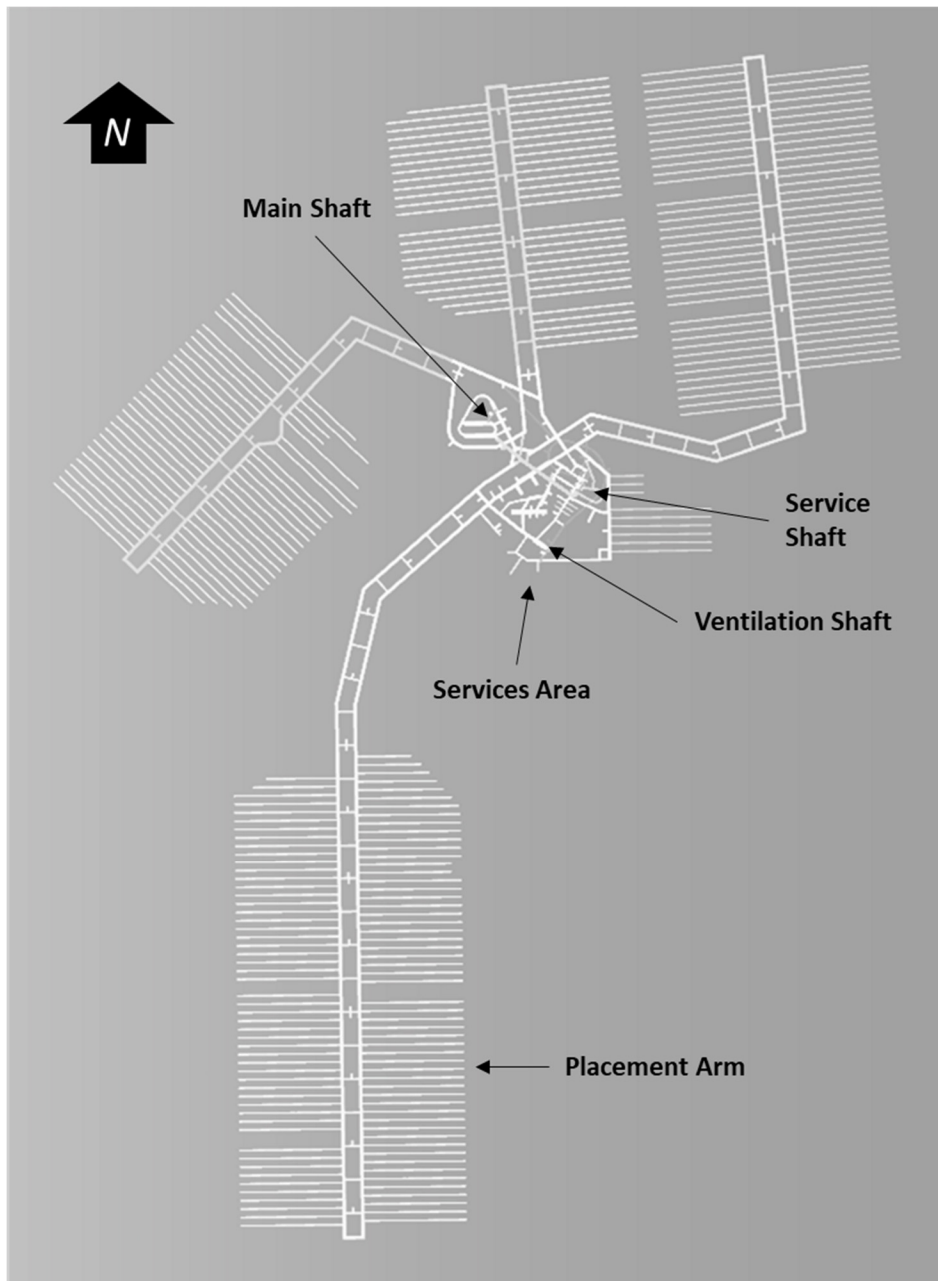 N
Main Shaft
Service
Shaft
Ventilation Shaft
Services Area
Placement Arm